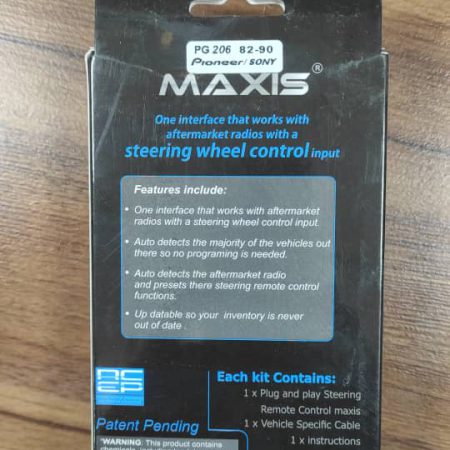 PG 206 82-90
Pioneer/SONY
MAXIS®
One interface that works with
aftermarket radios with a
steering wheel control input
Features include:
• One interface that works with aftermarket
radios with a steering wheel control input.
• Auto detects the majority of the vehicles out
there so no programing is needed.
• Auto detects the aftermarket radio
and presets there steering remote control
functions.
• Up datable so your inventory is never
out of date .
Each kit Contains:
1 x Plug and play Steering
Remote Control maxis
1 x Vehicle Specific Cable
1 x instructions
Patent Pending
*WARNING: This product contains